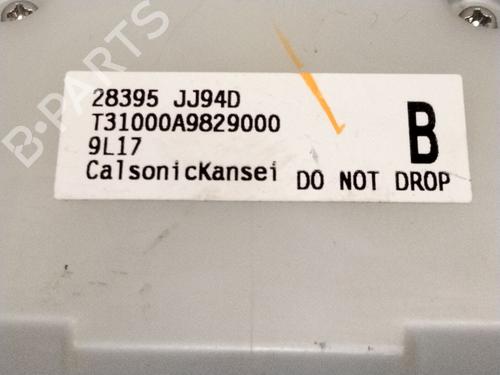 B-PARTS
28395 JJ94D
T31000A9829000
9L17
CalsonicKansei DO NOT DROP
B